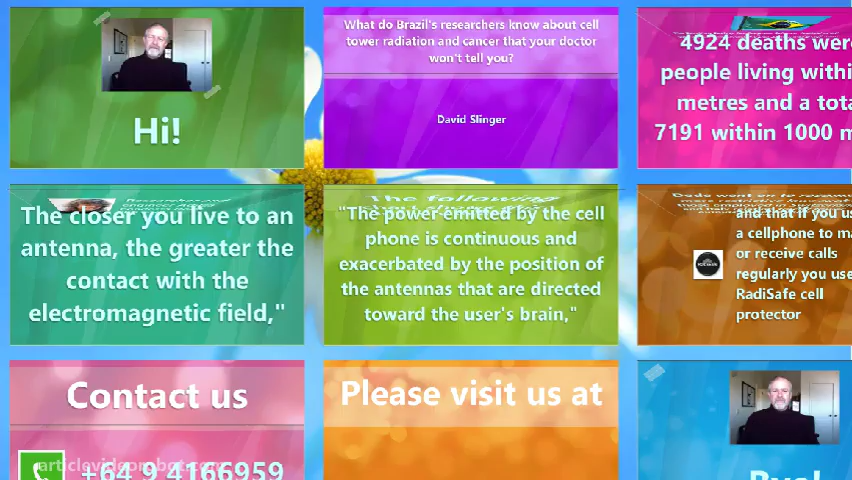 Hi!
What do Brazil's researchers know about cell
tower radiation and cancer that your doctor
won't tell you?
David Slinger
4924 deaths were
people living withi
metres and a tota
7191 within 1000 m
The closer you live to an
antenna, the greater the
contact with the
electromagnetic field,"
The following
"The power emitted by the cell
phone is continuous and
exacerbated by the position of
the antennas that are directed
toward the user's brain,"
and that if you us
a cellphone to ma
or receive calls
regularly you use
RadiSafe cell
protector
Contact us
+64 9 4166959
articlevideorobot.com
Please visit us at
Bye!